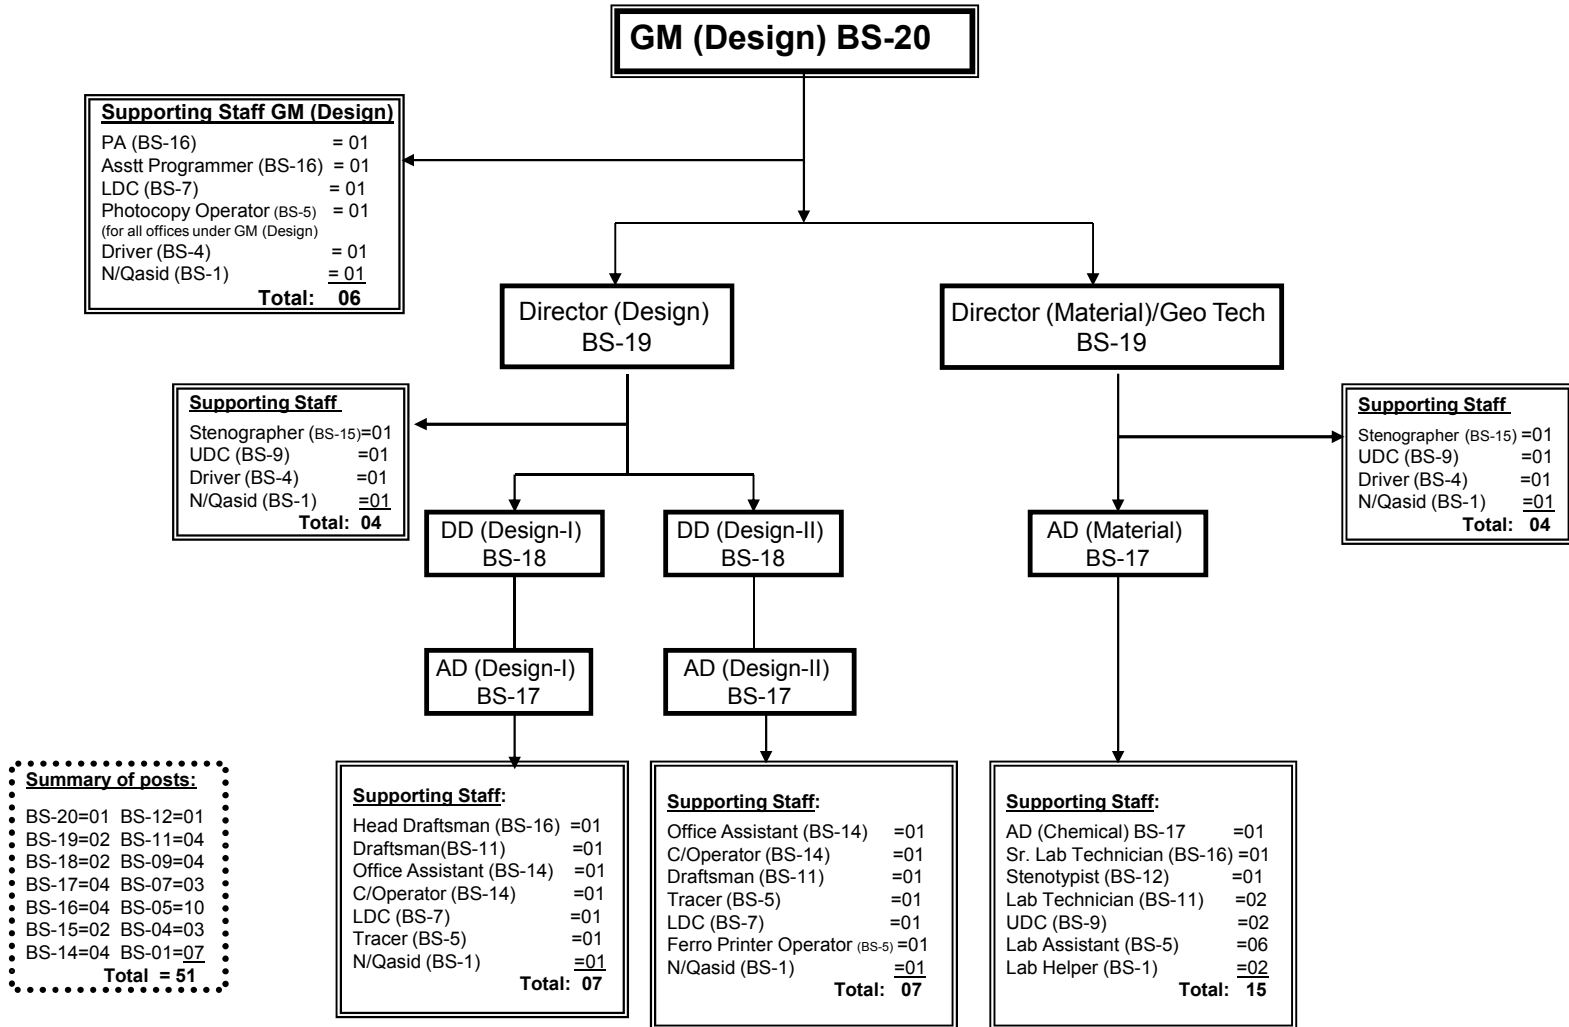 GM (Design) BS-20
Supporting Staff GM (Design)
PA (BS-16) = 01
Asstt Programmer (BS-16) = 01
LDC (BS-7) = 01
Photocopy Operator (BS-5) = 01
(for all offices under GM (Design)
Driver (BS-4) = 01
N/Qasid (BS-1) = 01
Total: 06
Director (Design)
BS-19
Director (Material)/Geo Tech
BS-19
Supporting Staff
Stenographer (BS-15)=01
UDC (BS-9) =01
Driver (BS-4) =01
N/Qasid (BS-1) =01
Total: 04
Supporting Staff
Stenographer (BS-15) =01
UDC (BS-9) =01
Driver (BS-4) =01
N/Qasid (BS-1) =01
Total: 04
DD (Design-I)
BS-18
DD (Design-II)
BS-18
AD (Material)
BS-17
AD (Design-I)
BS-17
AD (Design-II)
BS-17
Summary of posts:
BS-20=01 BS-12=01
BS-19=02 BS-11=04
BS-18=02 BS-09=04
BS-17=04 BS-07=03
BS-16=04 BS-05=10
BS-15=02 BS-04=03
BS-14=04 BS-01=07
Total = 51
Supporting Staff:
Head Draftsman (BS-16) =01
Draftsman(BS-11) =01
Office Assistant (BS-14) =01
C/Operator (BS-14) =01
LDC (BS-7) =01
Tracer (BS-5) =01
N/Qasid (BS-1) =01
Total: 07
Supporting Staff:
Office Assistant (BS-14) =01
C/Operator (BS-14) =01
Draftsman (BS-11) =01
Tracer (BS-5) =01
LDC (BS-7) =01
Ferro Printer Operator (BS-5) =01
N/Qasid (BS-1) =01
Total: 07
Supporting Staff:
AD (Chemical) BS-17 =01
Sr. Lab Technician (BS-16) =01
Stenotypist (BS-12) =01
Lab Technician (BS-11) =02
UDC (BS-9) =02
Lab Assistant (BS-5) =06
Lab Helper (BS-1) =02
Total: 15